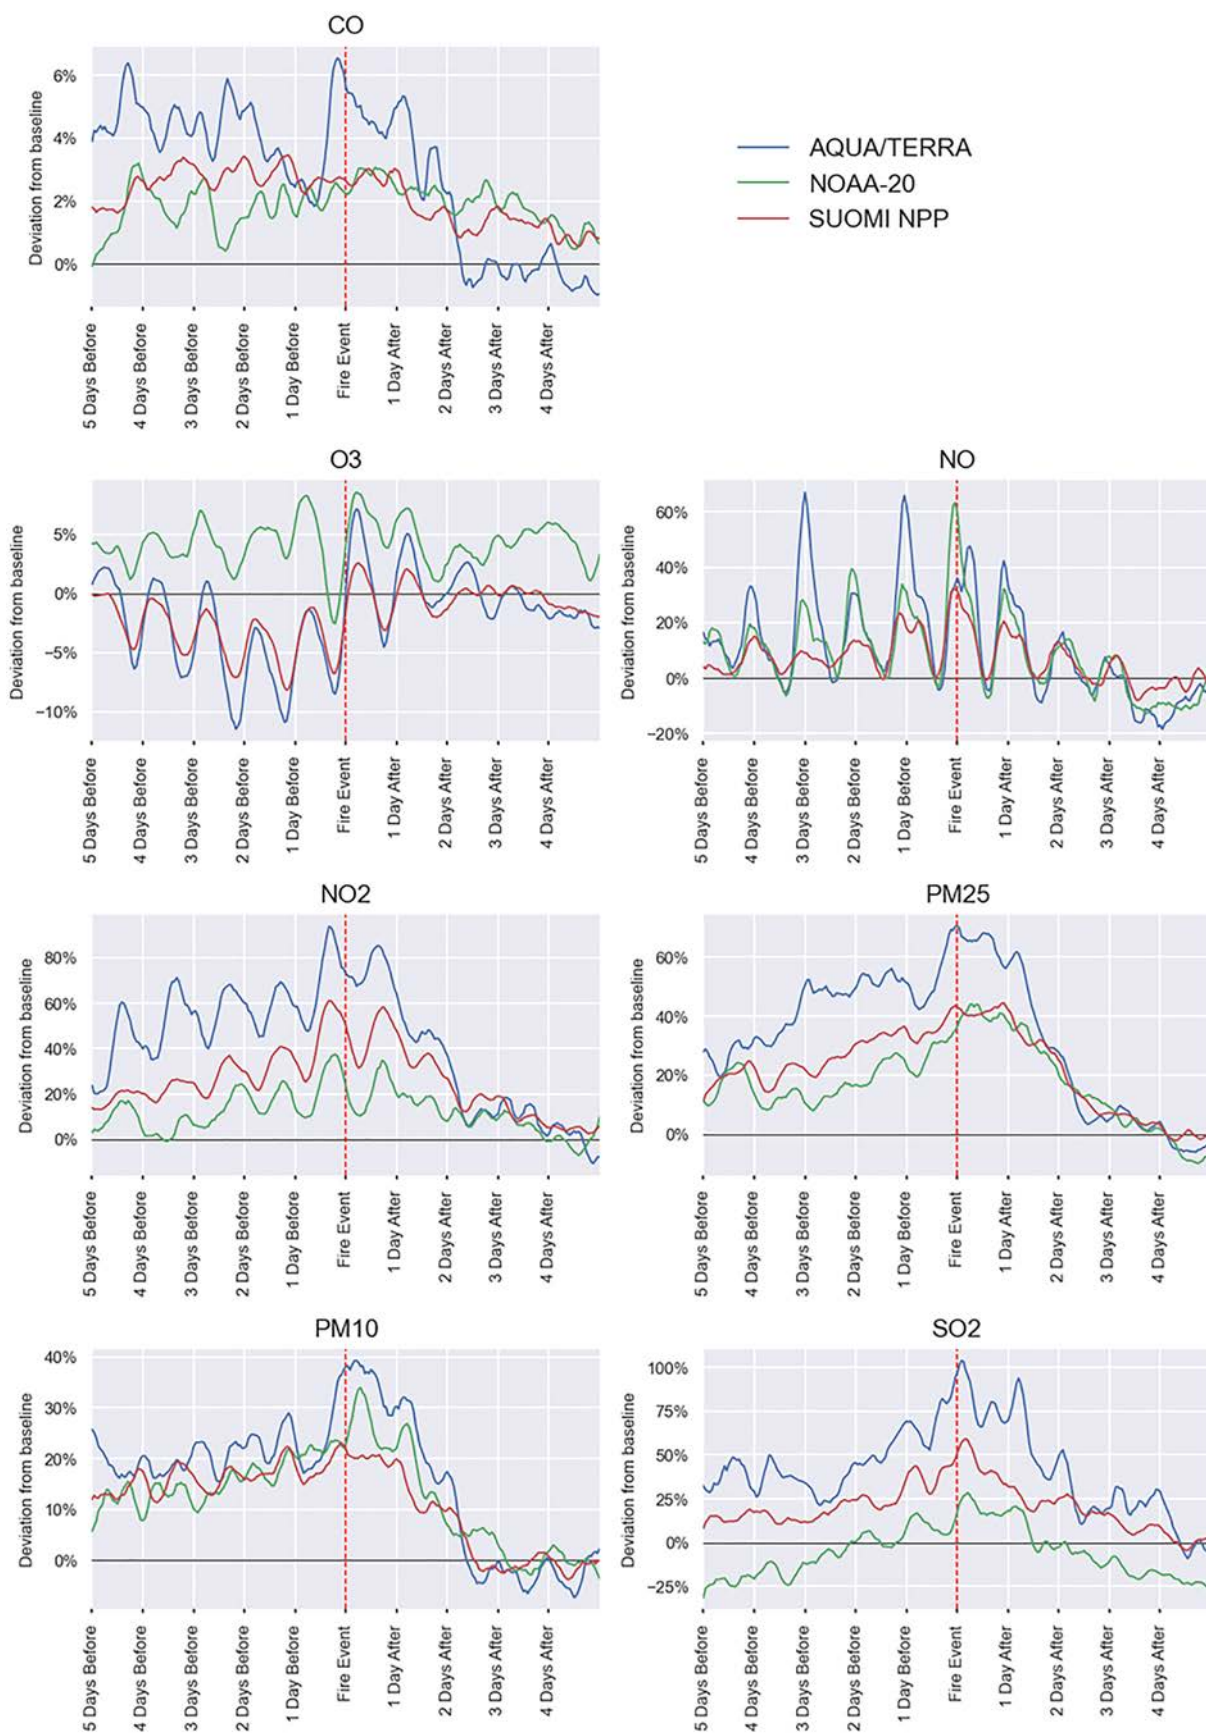 CO
6%
4%
2%
0%
Deviation from baseline
5 Days Before
4 Days Before
3 Days Before
2 Days Before
1 Day Before
Fire Event
1 Day After
2 Days After
3 Days After
4 Days After
AQUA/TERRA
NOAA-20
SUOMI NPP
O3
5%
0%
−5%
−10%
Deviation from baseline
5 Days Before
4 Days Before
3 Days Before
2 Days Before
1 Day Before
Fire Event
1 Day After
2 Days After
3 Days After
4 Days After
NO
60%
40%
20%
0%
−20%
Deviation from baseline
5 Days Before
4 Days Before
3 Days Before
2 Days Before
1 Day Before
Fire Event
1 Day After
2 Days After
3 Days After
4 Days After
NO2
80%
60%
40%
20%
0%
Deviation from baseline
5 Days Before
4 Days Before
3 Days Before
2 Days Before
1 Day Before
Fire Event
1 Day After
2 Days After
3 Days After
4 Days After
PM25
60%
40%
20%
0%
Deviation from baseline
5 Days Before
4 Days Before
3 Days Before
2 Days Before
1 Day Before
Fire Event
1 Day After
2 Days After
3 Days After
4 Days After
PM10
40%
30%
20%
10%
0%
Deviation from baseline
5 Days Before
4 Days Before
3 Days Before
2 Days Before
1 Day Before
Fire Event
1 Day After
2 Days After
3 Days After
4 Days After
SO2
100%
75%
50%
25%
0%
−25%
Deviation from baseline
5 Days Before
4 Days Before
3 Days Before
2 Days Before
1 Day Before
Fire Event
1 Day After
2 Days After
3 Days After
4 Days After